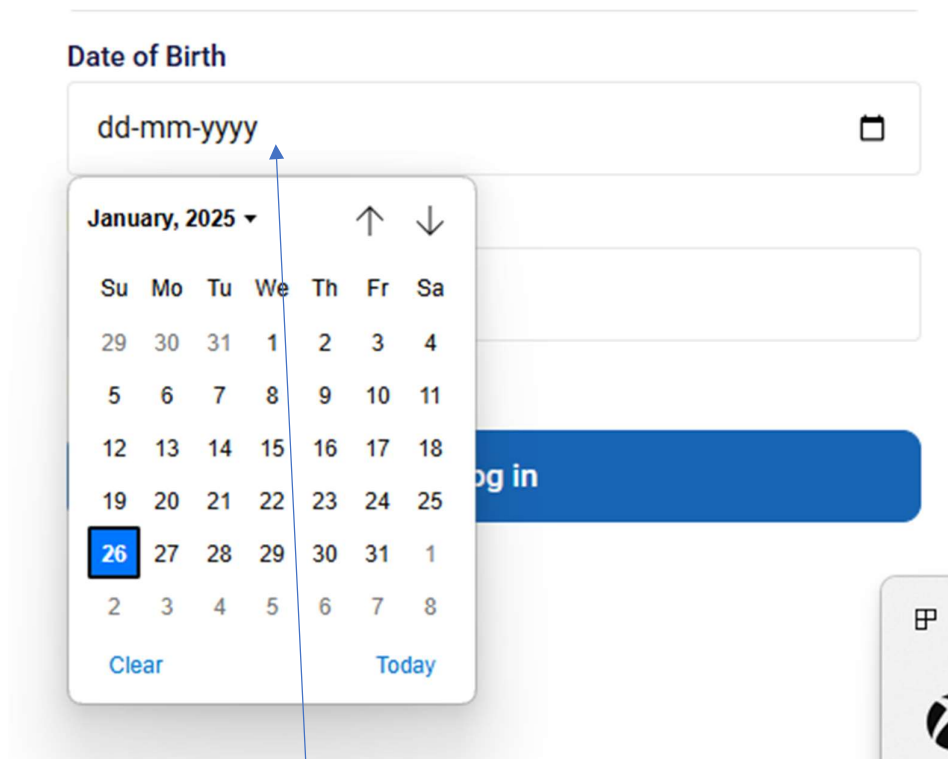 Date of Birth
dd-mm-yyyy
January, 2025
Su Mo Tu We Th Fr Sa
29 30 31 1 2 3 4
5 6 7 8 9 10 11
12 13 14 15 16 17 18
19 20 21 22 23 24 25
26 27 28 29 30 31 1
2 3 4 5 6 7 8
Clear Today
og in